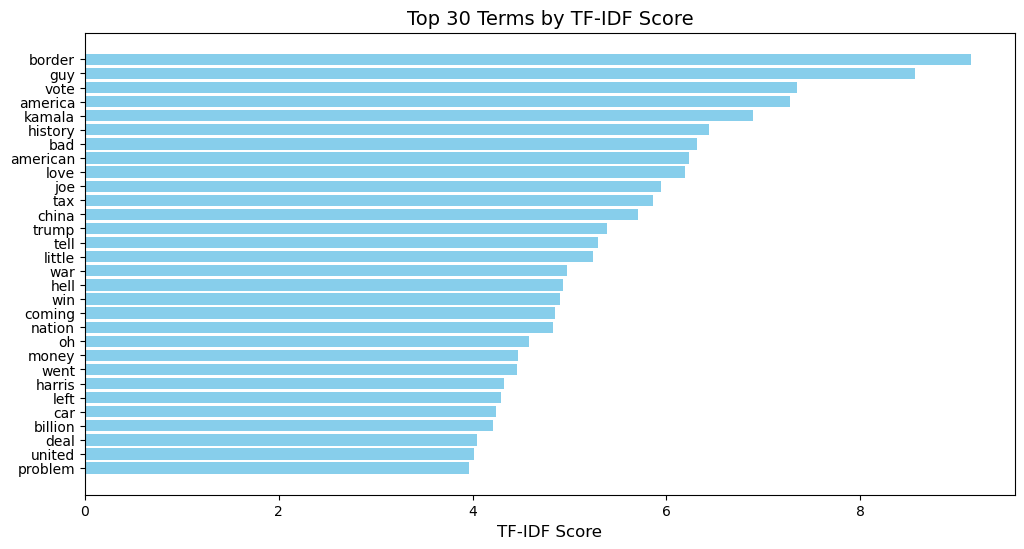 Top 30 Terms by TF-IDF Score
border
guy
vote
america
kamala
history
bad
american
love
joe
tax
china
trump
tell
little
war
hell
win
coming
nation
oh
money
went
harris
left
car
billion
deal
united
problem
0 2 4 6 8
TF-IDF Score